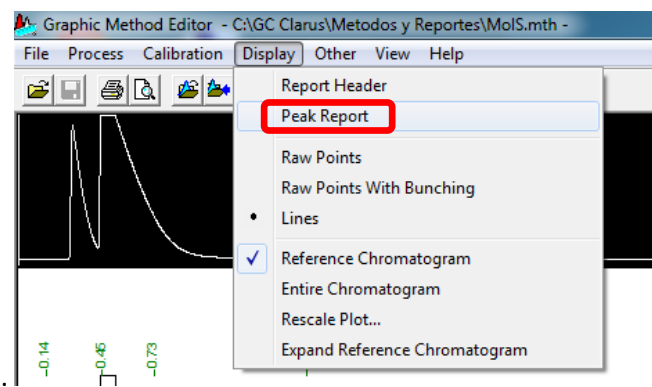 Graphic Method Editor - C:\GC Clarus\Metodos y Reportes\MolS.mth -
File Process Calibration Display Other View Help
Report Header
Peak Report
Raw Points
Raw Points With Bunching
Lines
Reference Chromatogram
Entire Chromatogram
Rescale Plot...
Expand Reference Chromatogram
-0.14
-0.45
-0.73